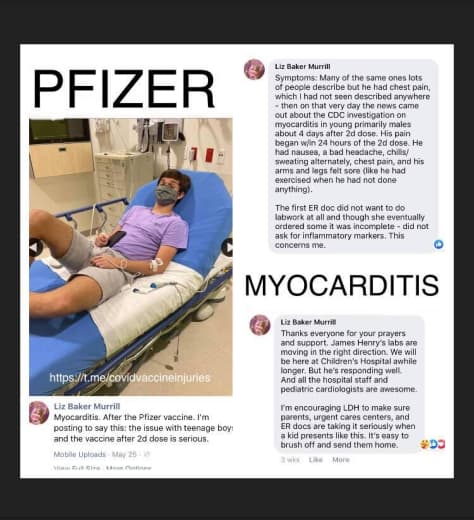 PFIZER
https://t.me/covidvaccineinjuries
Liz Baker Murrill
Myocarditis. After the Pfizer vaccine. I'm
posting to say this: the issue with teenage boys
and the vaccine after 2d dose is serious.
Mobile Uploads · May 25 ·
View Full Size · More Options
Liz Baker Murrill
Symptoms: Many of the same ones lots
of people describe but he had chest pain,
which I had not seen described anywhere
- then on that very day the news came
out about the CDC investigation on
myocarditis in young primarily males
about 4 days after 2d dose. His pain
began w/in 24 hours of the 2d dose. He
had nausea, a bad headache, chills/
sweating alternately, chest pain, and his
arms and legs felt sore (like he had
exercised when he had not done
anything).
The first ER doc did not want to do
labwork at all and though she eventually
ordered some it was incomplete - did not
ask for inflammatory markers. This
concerns me.
MYOCARDITIS
Liz Baker Murrill
Thanks everyone for your prayers
and support. James Henry's labs are
moving in the right direction. We will
be here at Children's Hospital awhile
longer. But he's responding well.
And all the hospital staff and
pediatric cardiologists are awesome.
I'm encouraging LDH to make sure
parents, urgent cares centers, and
ER docs are taking it seriously when
a kid presents like this. It's easy to
brush off and send them home.
3 wks Like More